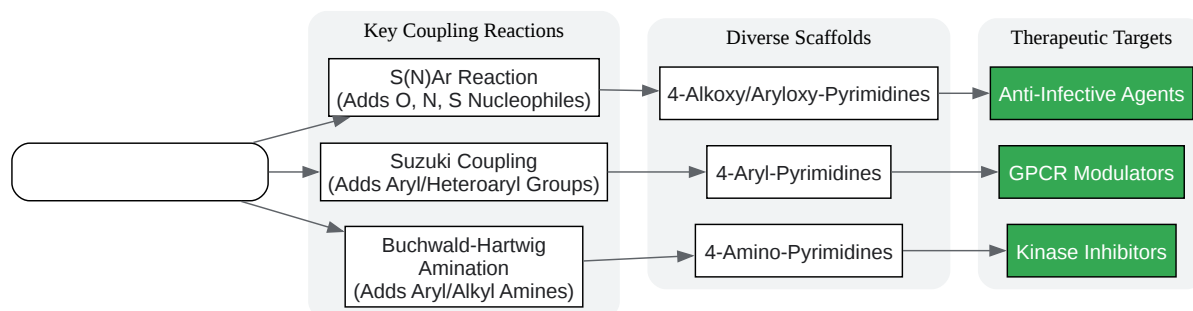 Key Coupling Reactions
Diverse Scaffolds
Therapeutic Targets
S(N)Ar Reaction
(Adds O, N, S Nucleophiles)
4-Alkoxy/Aryloxy-Pyrimidines
Anti-Infective Agents
Suzuki Coupling
(Adds Aryl/Heteroaryl Groups)
4-Aryl-Pyrimidines
GPCR Modulators
Buchwald-Hartwig
Amination
(Adds Aryl/Alkyl Amines)
4-Amino-Pyrimidines
Kinase Inhibitors